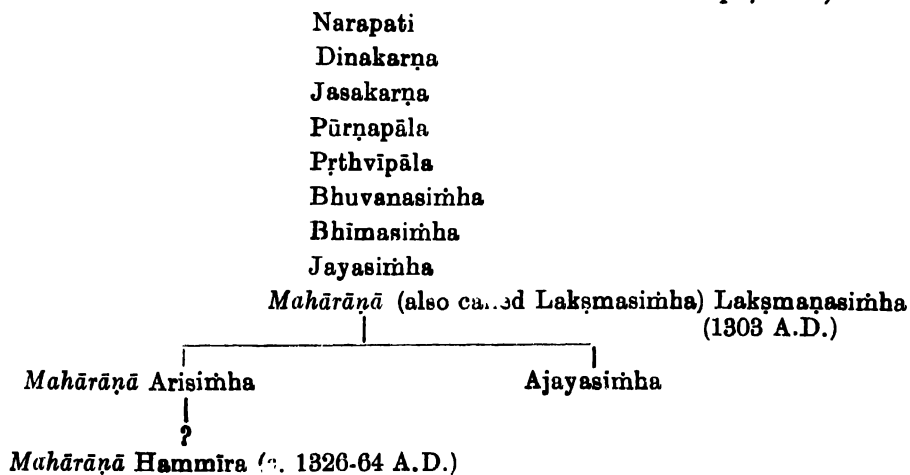 Narapati
Dinakarṇa
Jasakarṇa
Pūrṇapāla
Pṛthvīpāla
Bhuvanasiṁha
Bhīmasiṁha
Jayasiṁha
Mahārāṇā (also called Lakṣmasiṁha) Lakṣmaṇasiṁha
(1303 A.D.)
Mahārāṇā Arisiṁha Ajayasiṁha
?
Mahārāṇā Hammīra (c. 1326-64 A.D.)